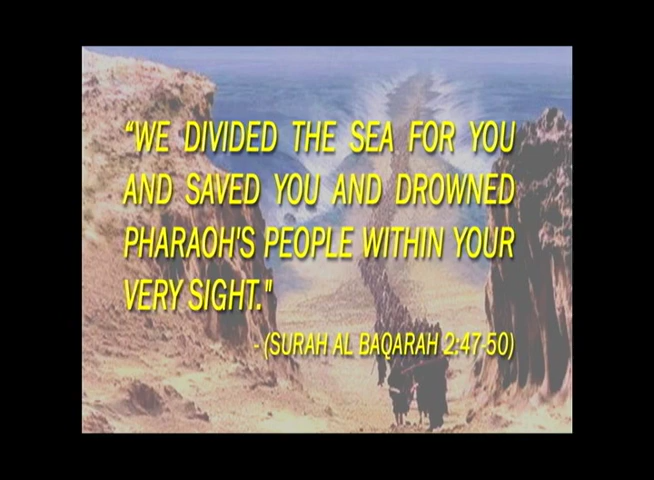 “WE DIVIDED THE SEA FOR YOU
AND SAVED YOU AND DROWNED
PHARAOH'S PEOPLE WITHIN YOUR
VERY SIGHT."
- (SURAH AL BAQARAH 2:47-50)